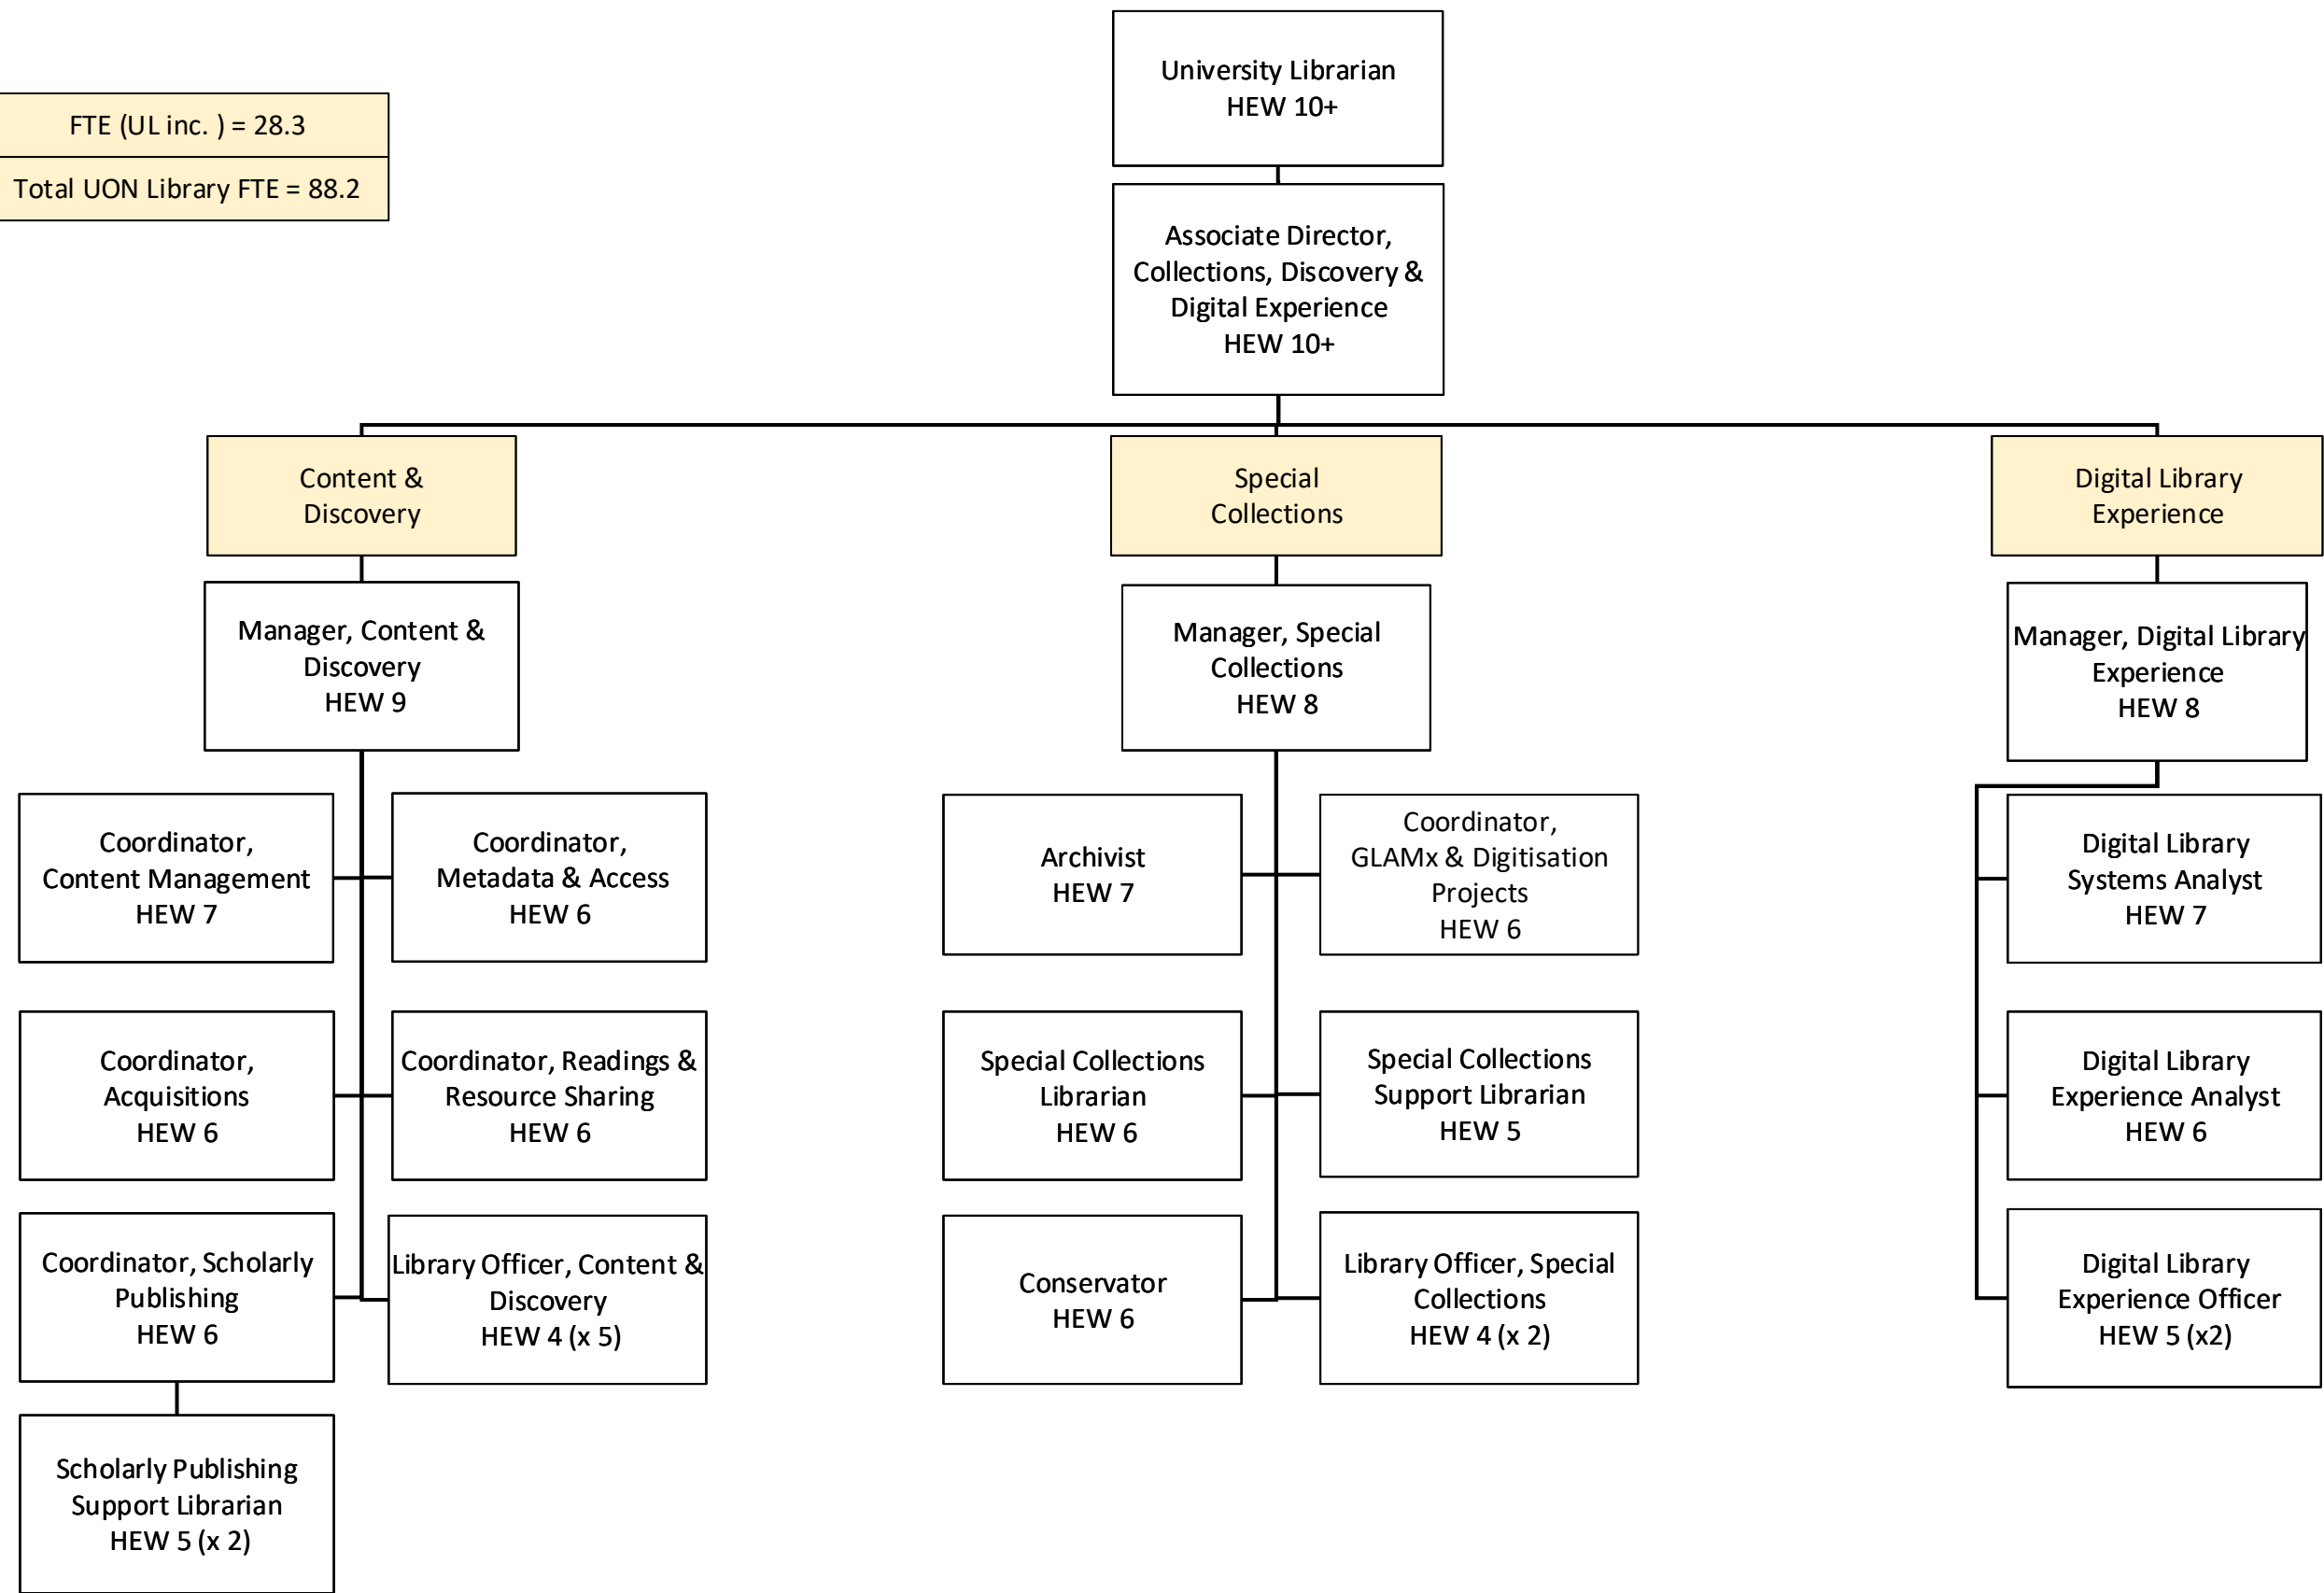 University Librarian
HEW 10+
FTE (UL inc. ) = 28.3
Total UON Library FTE = 88.2
Associate Director,
Collections, Discovery &
Digital Experience
HEW 10+
Content &
Discovery
Special
Collections
Digital Library
Experience
Manager, Content &
Discovery
HEW 9
Manager, Special
Collections
HEW 8
Manager, Digital Library
Experience
HEW 8
Coordinator,
Content Management
HEW 7
Coordinator,
Metadata & Access
HEW 6
Archivist
HEW 7
Coordinator,
GLAMx & Digitisation
Projects
HEW 6
Digital Library
Systems Analyst
HEW 7
Coordinator,
Acquisitions
HEW 6
Coordinator, Readings &
Resource Sharing
HEW 6
Special Collections
Librarian
HEW 6
Special Collections
Support Librarian
HEW 5
Digital Library
Experience Analyst
HEW 6
Coordinator, Scholarly
Publishing
HEW 6
Library Officer, Content &
Discovery
HEW 4 (x 5)
Conservator
HEW 6
Library Officer, Special
Collections
HEW 4 (x 2)
Digital Library
Experience Officer
HEW 5 (x2)
Scholarly Publishing
Support Librarian
HEW 5 (x 2)